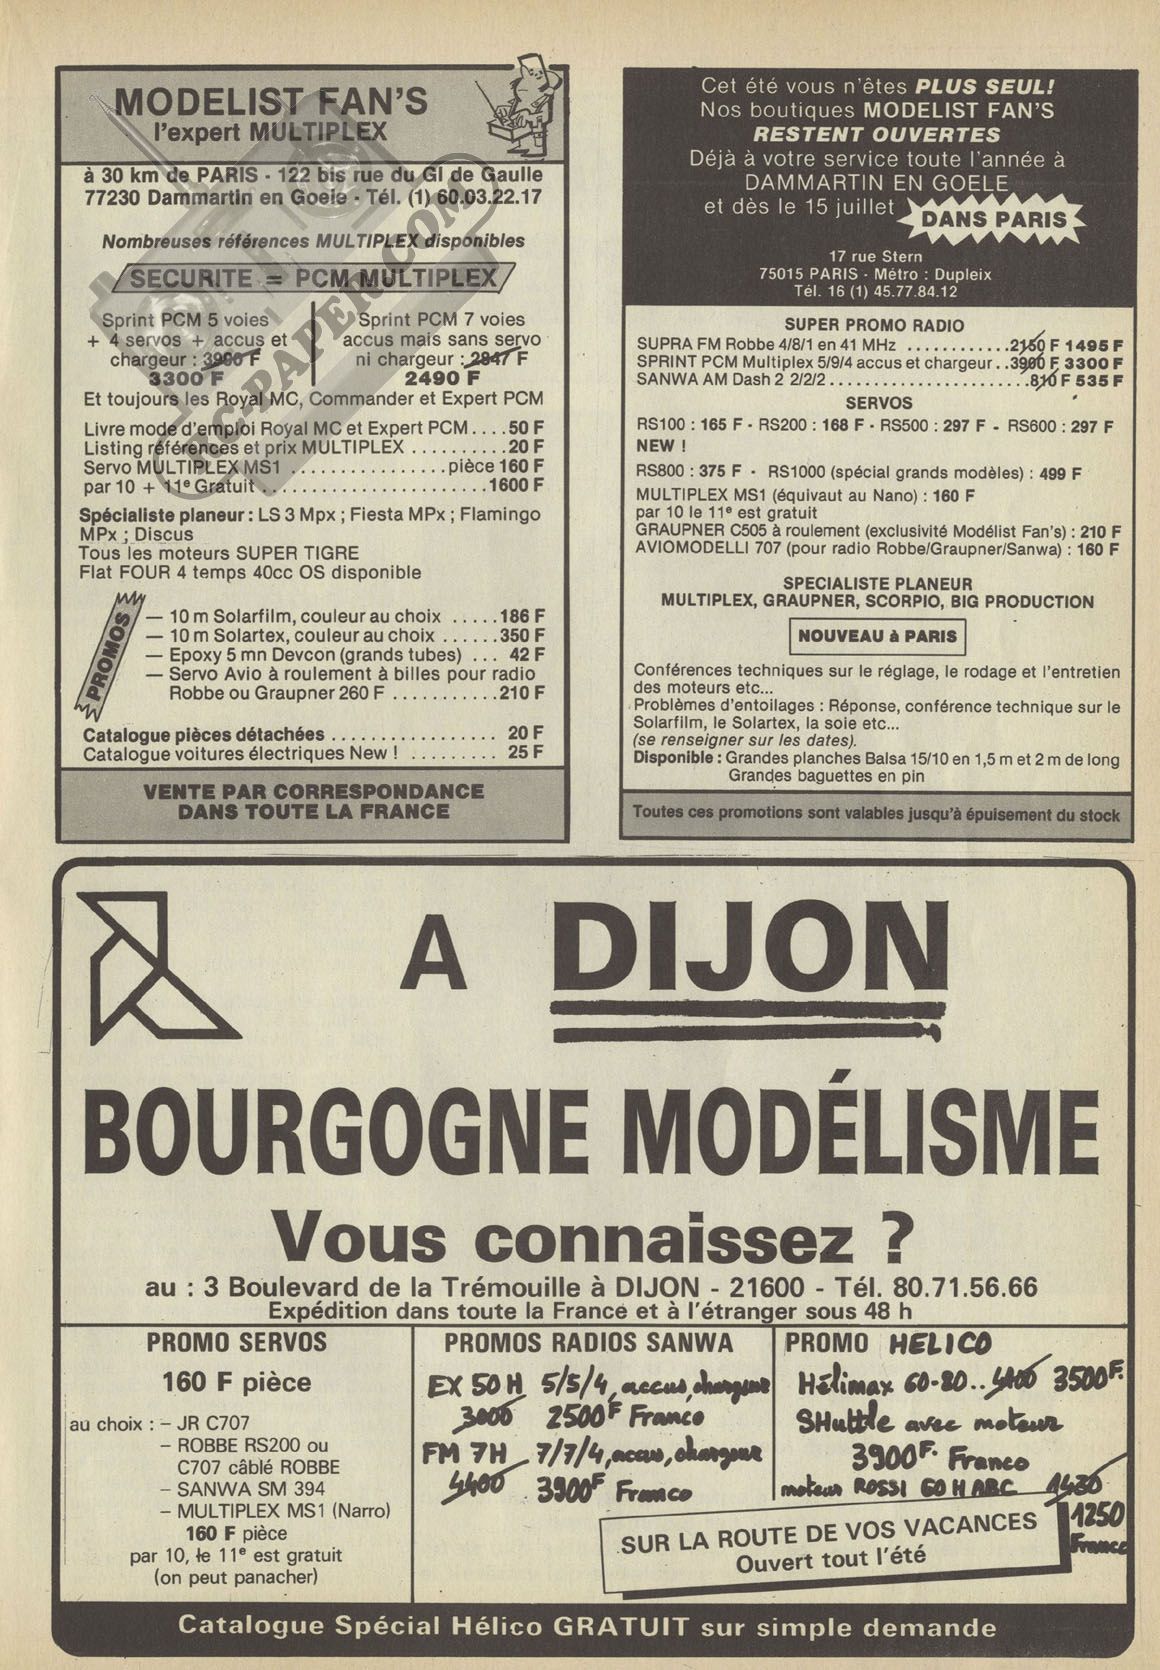 MODELIST FAN'S
l'expert MULTIPLEX
à 30 km de PARIS - 122 bis rue du Gl de Gaulle
77230 Dammartin en Goele - Tél. (1) 60.03.22.17
Nombreuses références MULTIPLEX disponibles
SECURITE = PCM MULTIPLEX
Sprint PCM 5 voies
+ 4 servos + accus et
chargeur : 3900 F
3300 F
Sprint PCM 7 voies
accus mais sans servo
ni chargeur : 2847 F
2490 F
Et toujours les Royal MC, Commander et Expert PCM
Livre mode d'emploi Royal MC et Expert PCM .... 50 F
Listing références et prix MULTIPLEX .......... 20 F
Servo MULTIPLEX MS1 ................ pièce 160 F
par 10 + 11e Gratuit ....................... 1600 F
Spécialiste planeur : LS 3 Mpx ; Fiesta MPx ; Flamingo
MPx ; Discus
Tous les moteurs SUPER TIGRE
Flat FOUR 4 temps 40cc OS disponible
PROMOS
— 10 m Solarfilm, couleur au choix ..... 186 F
— 10 m Solartex, couleur au choix ...... 350 F
— Epoxy 5 mn Devcon (grands tubes) ... 42 F
— Servo Avio à roulement à billes pour radio
Robbe ou Graupner 260 F ........... 210 F
Catalogue pièces détachées ................. 20 F
Catalogue voitures électriques New ! ......... 25 F
VENTE PAR CORRESPONDANCE
DANS TOUTE LA FRANCE
RC-PAPER.COM
Cet été vous n'êtes PLUS SEUL!
Nos boutiques MODELIST FAN'S
RESTENT OUVERTES
Déjà à votre service toute l'année à
DAMMARTIN EN GOELE
et dès le 15 juillet DANS PARIS
17 rue Stern
75015 PARIS - Métro : Dupleix
Tél. 16 (1) 45.77.84.12
SUPER PROMO RADIO
SUPRA FM Robbe 4/8/1 en 41 MHz ............ 2150 F 1495 F
SPRINT PCM Multiplex 5/9/4 accus et chargeur .. 3900 F 3300 F
SANWA AM Dash 2 2/2/2 ....................... 810 F 535 F
SERVOS
RS100 : 165 F - RS200 : 168 F - RS500 : 297 F - RS600 : 297 F
NEW !
RS800 : 375 F - RS1000 (spécial grands modèles) : 499 F
MULTIPLEX MS1 (équivaut au Nano) : 160 F
par 10 le 11e est gratuit
GRAUPNER C505 à roulement (exclusivité Modélist Fan's) : 210 F
AVIOMODELLI 707 (pour radio Robbe/Graupner/Sanwa) : 160 F
SPECIALISTE PLANEUR
MULTIPLEX, GRAUPNER, SCORPIO, BIG PRODUCTION
NOUVEAU à PARIS
Conférences techniques sur le réglage, le rodage et l'entretien
des moteurs etc...
Problèmes d'entoilages : Réponse, conférence technique sur le
Solarfilm, le Solartex, la soie etc...
(se renseigner sur les dates).
Disponible : Grandes planches Balsa 15/10 en 1,5 m et 2 m de long
Grandes baguettes en pin
Toutes ces promotions sont valables jusqu'à épuisement du stock
A DIJON
BOURGOGNE MODÉLISME
Vous connaissez ?
au : 3 Boulevard de la Trémouille à DIJON - 21600 - Tél. 80.71.56.66
Expédition dans toute la France et à l'étranger sous 48 h
PROMO SERVOS
160 F pièce
au choix : – JR C707
– ROBBE RS200 ou
C707 câblé ROBBE
– SANWA SM 394
– MULTIPLEX MS1 (Narro)
160 F pièce
par 10, le 11e est gratuit
(on peut panacher)
PROMOS RADIOS SANWA
EX 50 H 5/5/4, accus, chargeur
3000 2500F Franco
FM 7H 7/7/4, accus, chargeur
4400 3900F Franco
PROMO HELICO
Hélimax 60-80.. 4400 3500F.
SHuttle avec moteur
3900F. Franco
moteur ROSSI 60 H ABC 1430
1250
Franco
SUR LA ROUTE DE VOS VACANCES
Ouvert tout l'été
Catalogue Spécial Hélico GRATUIT sur simple demande